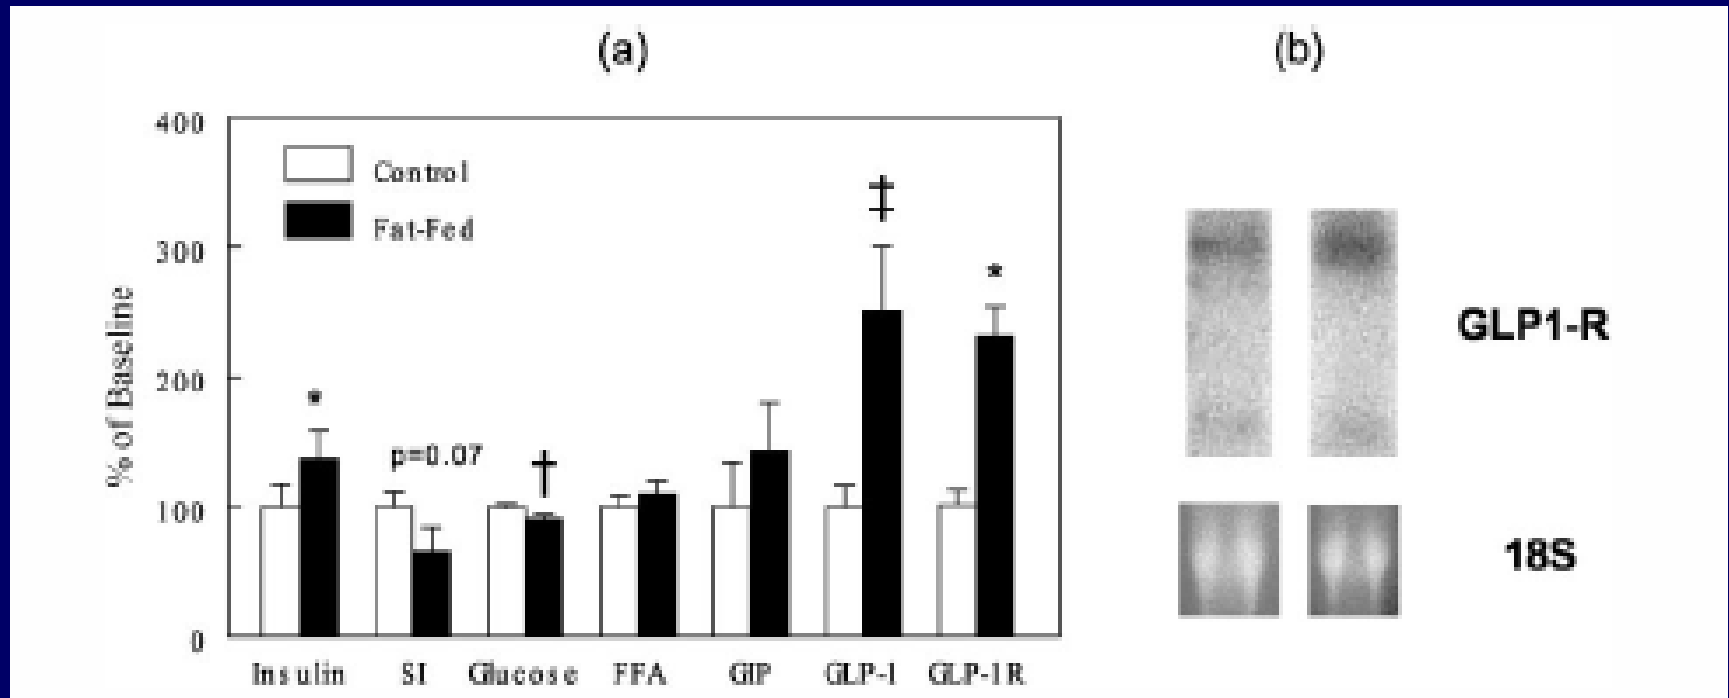 (a)
(b)
400
300
200
100
0
% of Baseline
Control
Fat-Fed
*
p=0.07
†
‡
*
Insulin SI Glucose FFA GIP GLP-1 GLP-1R
GLP1-R
18S